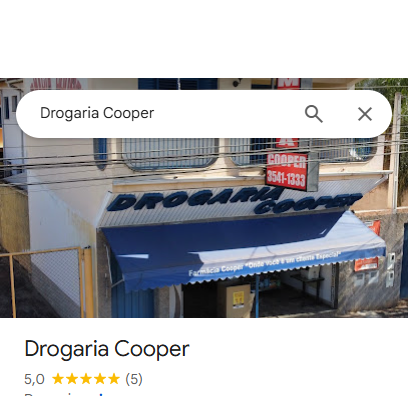 Drogaria Cooper
COOPER
3541-1333
DROGARIA
COOPER
Farmácia Cooper "Onde Você é um cliente Especial"
Drogaria Cooper
5,0 (5)